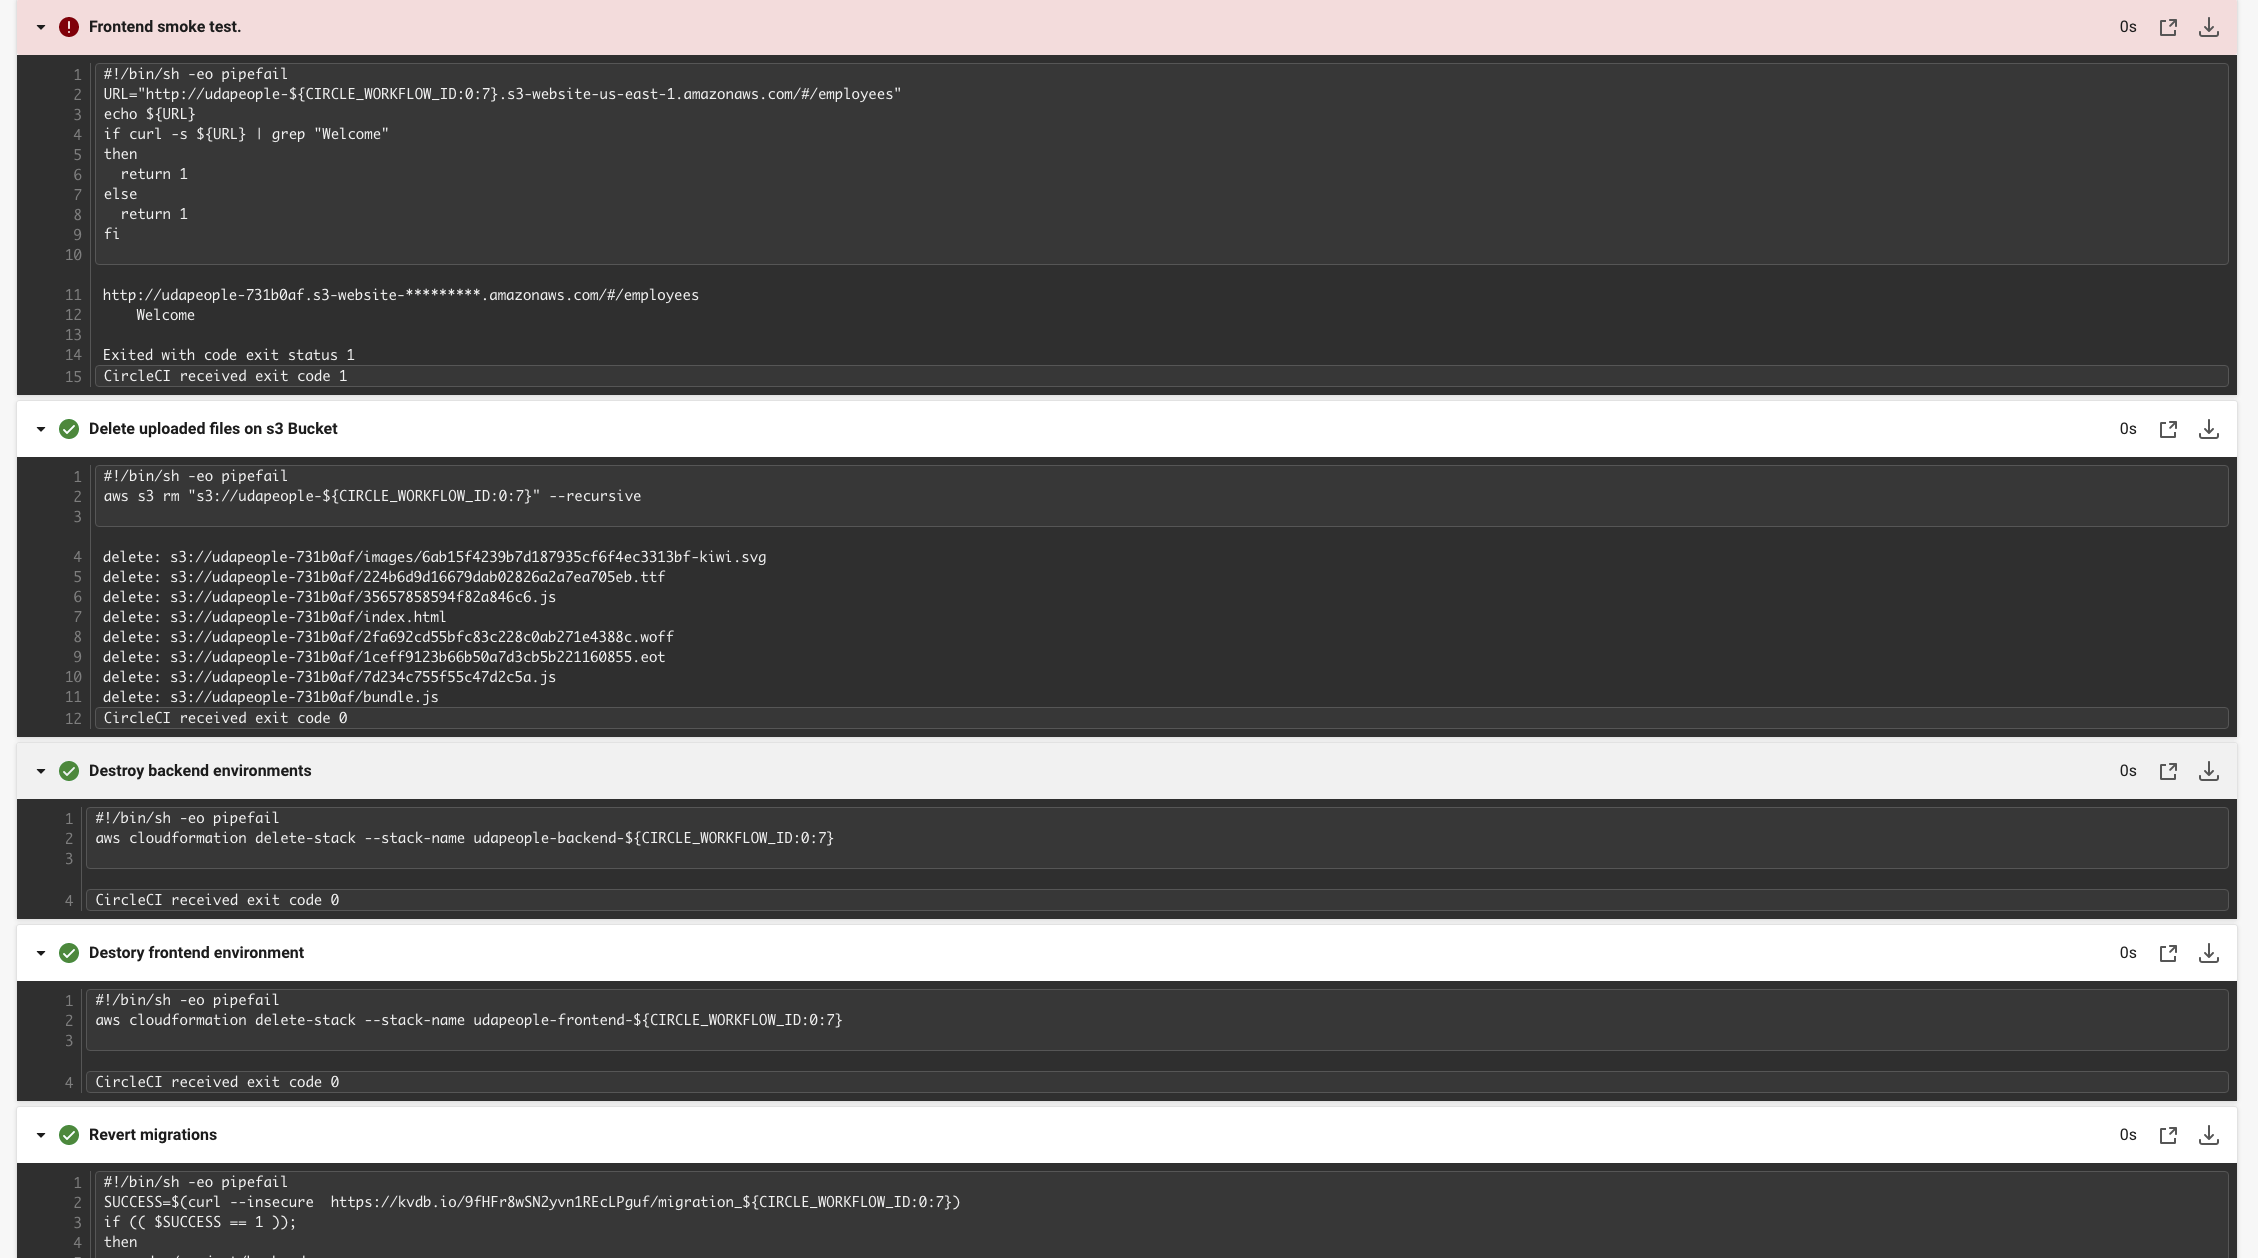 Frontend smoke test.
0s
1 #!/bin/sh -eo pipefail
2 URL="http://udapeople-${CIRCLE_WORKFLOW_ID:0:7}.s3-website-us-east-1.amazonaws.com/#/employees"
3 echo ${URL}
4 if curl -s ${URL} | grep "Welcome"
5 then
6 return 1
7 else
8 return 1
9 fi
10
11 http://udapeople-731b0af.s3-website-*********.amazonaws.com/#/employees
12 Welcome
13
14 Exited with code exit status 1
15 CircleCI received exit code 1
Delete uploaded files on s3 Bucket
0s
1 #!/bin/sh -eo pipefail
2 aws s3 rm "s3://udapeople-${CIRCLE_WORKFLOW_ID:0:7}" --recursive
3
4 delete: s3://udapeople-731b0af/images/6ab15f4239b7d187935cf6f4ec3313bf-kiwi.svg
5 delete: s3://udapeople-731b0af/224b6d9d16679dab02826a2a7ea705eb.ttf
6 delete: s3://udapeople-731b0af/35657858594f82a846c6.js
7 delete: s3://udapeople-731b0af/index.html
8 delete: s3://udapeople-731b0af/2fa692cd55bfc83c228c0ab271e4388c.woff
9 delete: s3://udapeople-731b0af/1ceff9123b66b50a7d3cb5b221160855.eot
10 delete: s3://udapeople-731b0af/7d234c755f55c47d2c5a.js
11 delete: s3://udapeople-731b0af/bundle.js
12 CircleCI received exit code 0
Destroy backend environments
0s
1 #!/bin/sh -eo pipefail
2 aws cloudformation delete-stack --stack-name udapeople-backend-${CIRCLE_WORKFLOW_ID:0:7}
3
4 CircleCI received exit code 0
Destory frontend environment
0s
1 #!/bin/sh -eo pipefail
2 aws cloudformation delete-stack --stack-name udapeople-frontend-${CIRCLE_WORKFLOW_ID:0:7}
3
4 CircleCI received exit code 0
Revert migrations
0s
1 #!/bin/sh -eo pipefail
2 SUCCESS=$(curl --insecure  https://kvdb.io/9fHFr8wSN2yvn1REcLPguf/migration_${CIRCLE_WORKFLOW_ID:0:7})
3 if (( $SUCCESS == 1 ));
4 then